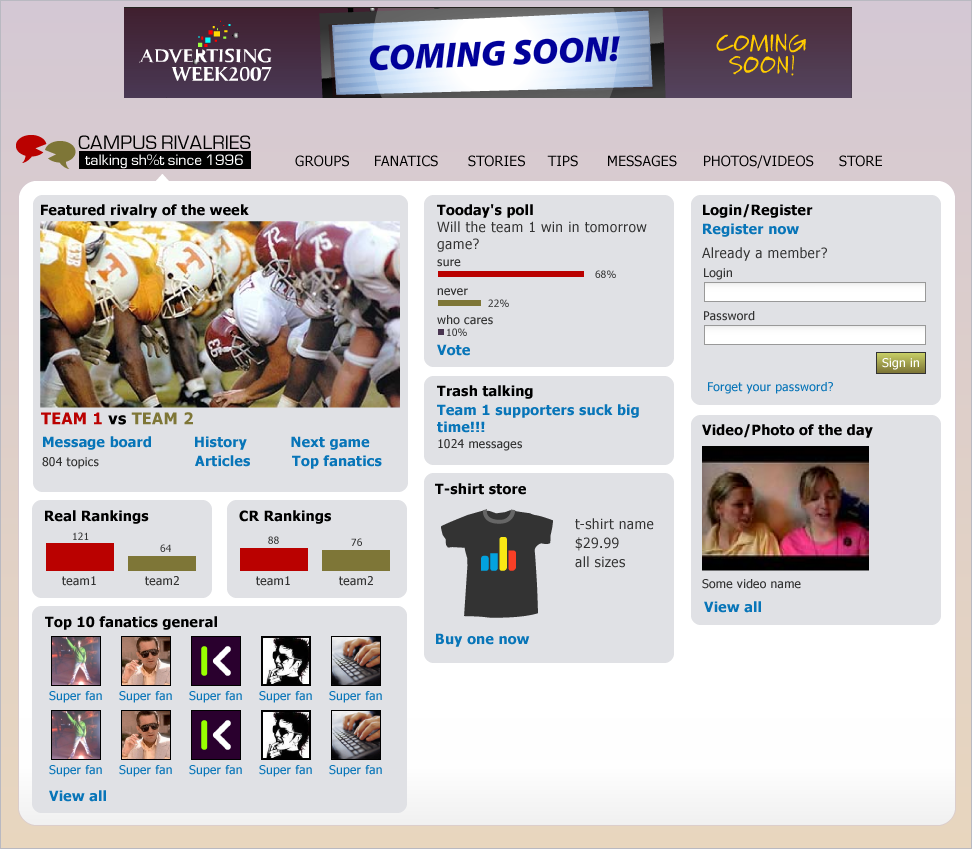 ADVERTISING
WEEK2007
COMING SOON!
COMING
SOON!
CAMPUS RIVALRIES
talking sh%t since 1996
GROUPS FANATICS STORIES TIPS MESSAGES PHOTOS/VIDEOS STORE
Featured rivalry of the week
T
T
72
75
93
TEAM 1 vs TEAM 2
Message board History Next game
804 topics Articles Top fanatics
Real Rankings
121
64
team1 team2
CR Rankings
88
76
team1 team2
Top 10 fanatics general
Super fan Super fan Super fan Super fan Super fan
Super fan Super fan Super fan Super fan Super fan
View all
Tooday's poll
Will the team 1 win in tomorrow
game?
sure
68%
never
22%
who cares
10%
Vote
Trash talking
Team 1 supporters suck big
time!!!
1024 messages
T-shirt store
t-shirt name
$29.99
all sizes
Buy one now
Login/Register
Register now
Already a member?
Login
Password
Sign in
Forget your password?
Video/Photo of the day
Some video name
View all